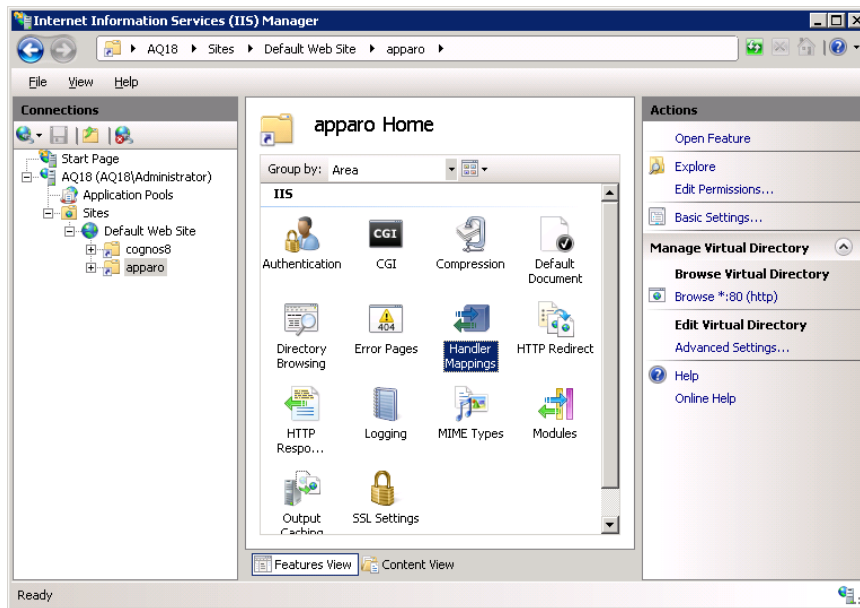 Internet Information Services (IIS) Manager
AQ18 Sites Default Web Site apparo
File View Help
Connections
Start Page
AQ18 (AQ18\Administrator)
Application Pools
Sites
Default Web Site
cognos8
apparo
apparo Home
Group by: Area
IIS
Authentication
CGI
CGI
Compression
Default
Document
Directory
Browsing
404
Error Pages
Handler
Mappings
HTTP Redirect
HTTP
Respo...
Logging
MIME Types
Modules
Output
Caching
SSL Settings
Features View Content View
Actions
Open Feature
Explore
Edit Permissions...
Basic Settings...
Manage Virtual Directory
Browse Virtual Directory
Browse *:80 (http)
Edit Virtual Directory
Advanced Settings...
Help
Online Help
Ready